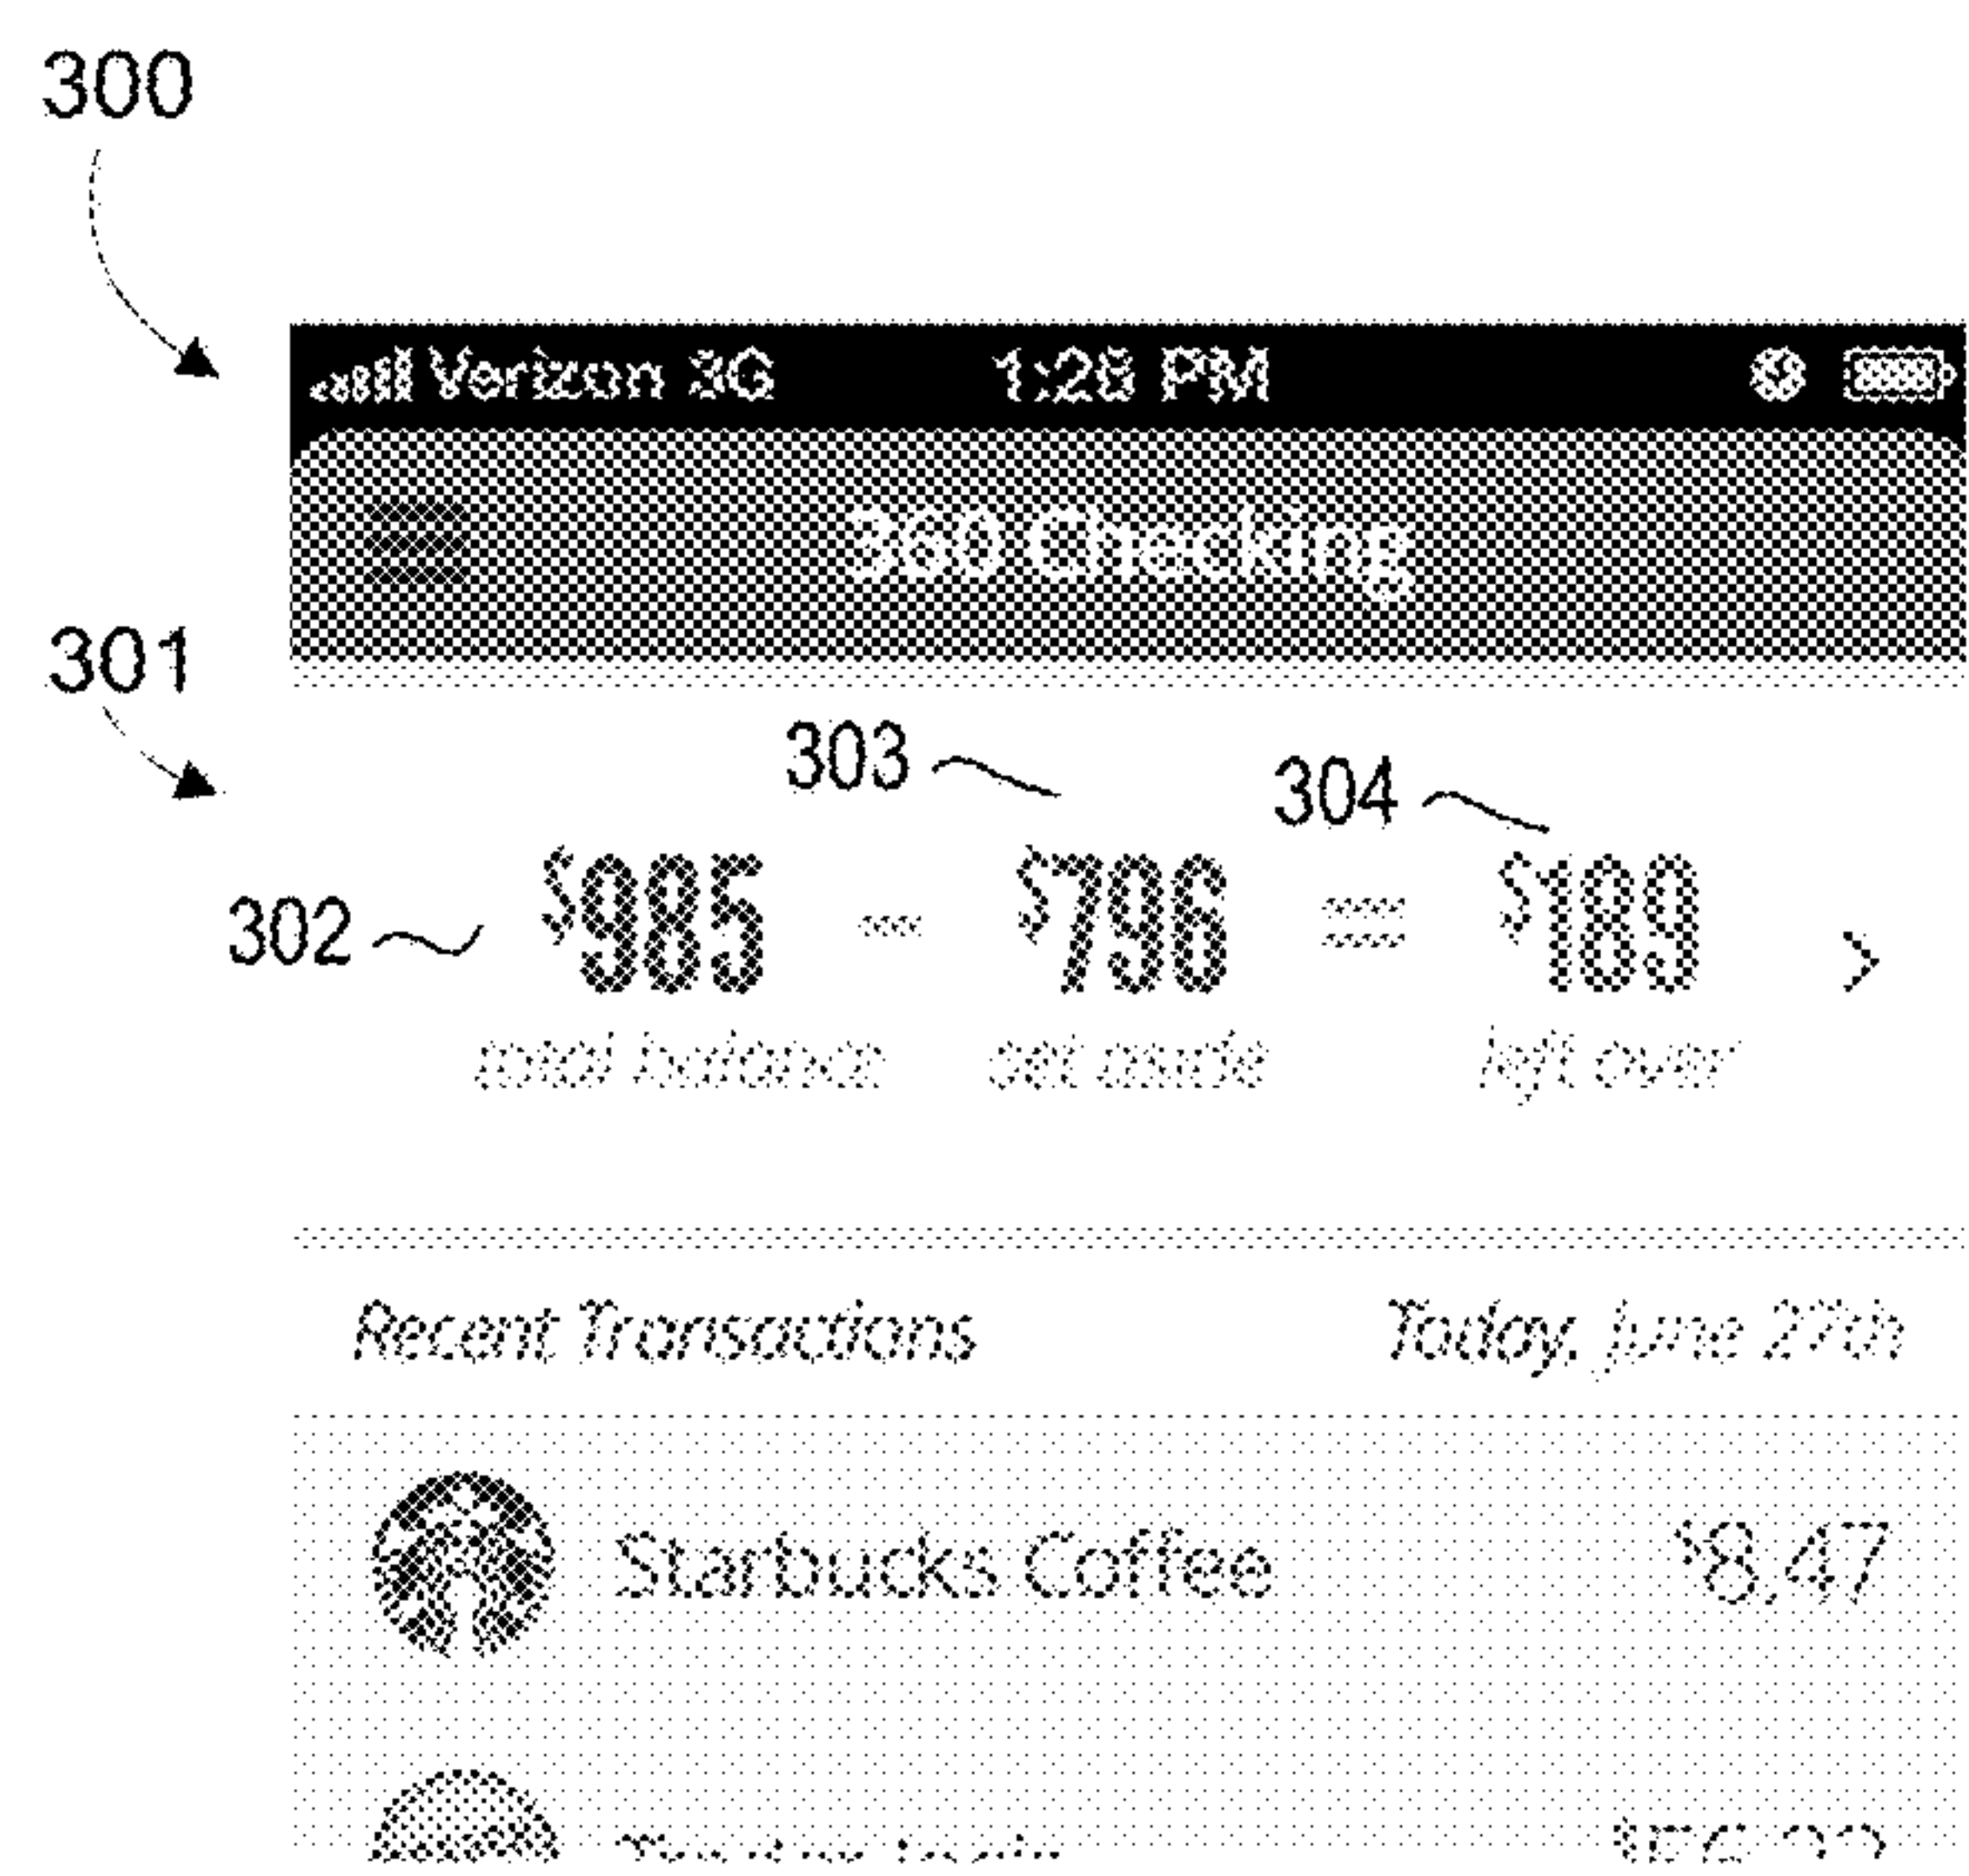 300
Verizon 3G 1:28 PM
360 Checking
301
303
304
302 $985 — $796 = $189 >
total balance set aside left over
Recent Transactions Today, June 27th
Starbucks Coffee $8.47